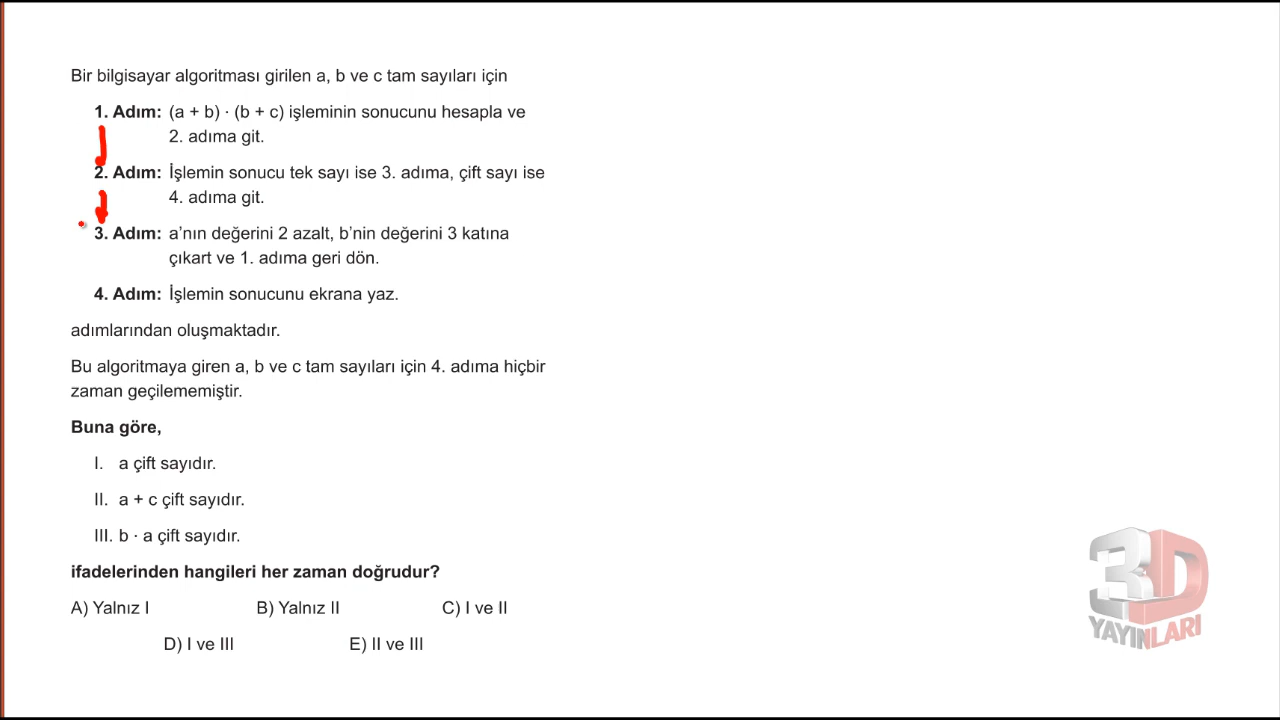 Bir bilgisayar algoritması girilen a, b ve c tam sayıları için
1. Adım: (a + b) · (b + c) işleminin sonucunu hesapla ve
2. adıma git.
2. Adım: İşlemin sonucu tek sayı ise 3. adıma, çift sayı ise
4. adıma git.
3. Adım: a’nın değerini 2 azalt, b’nin değerini 3 katına
çıkart ve 1. adıma geri dön.
4. Adım: İşlemin sonucunu ekrana yaz.
adımlarından oluşmaktadır.
Bu algoritmaya giren a, b ve c tam sayıları için 4. adıma hiçbir
zaman geçilememiştir.
Buna göre,
I. a çift sayıdır.
II. a + c çift sayıdır.
III. b · a çift sayıdır.
ifadelerinden hangileri her zaman doğrudur?
A) Yalnız I B) Yalnız II C) I ve II
D) I ve III E) II ve III
3D
YAYINLARI